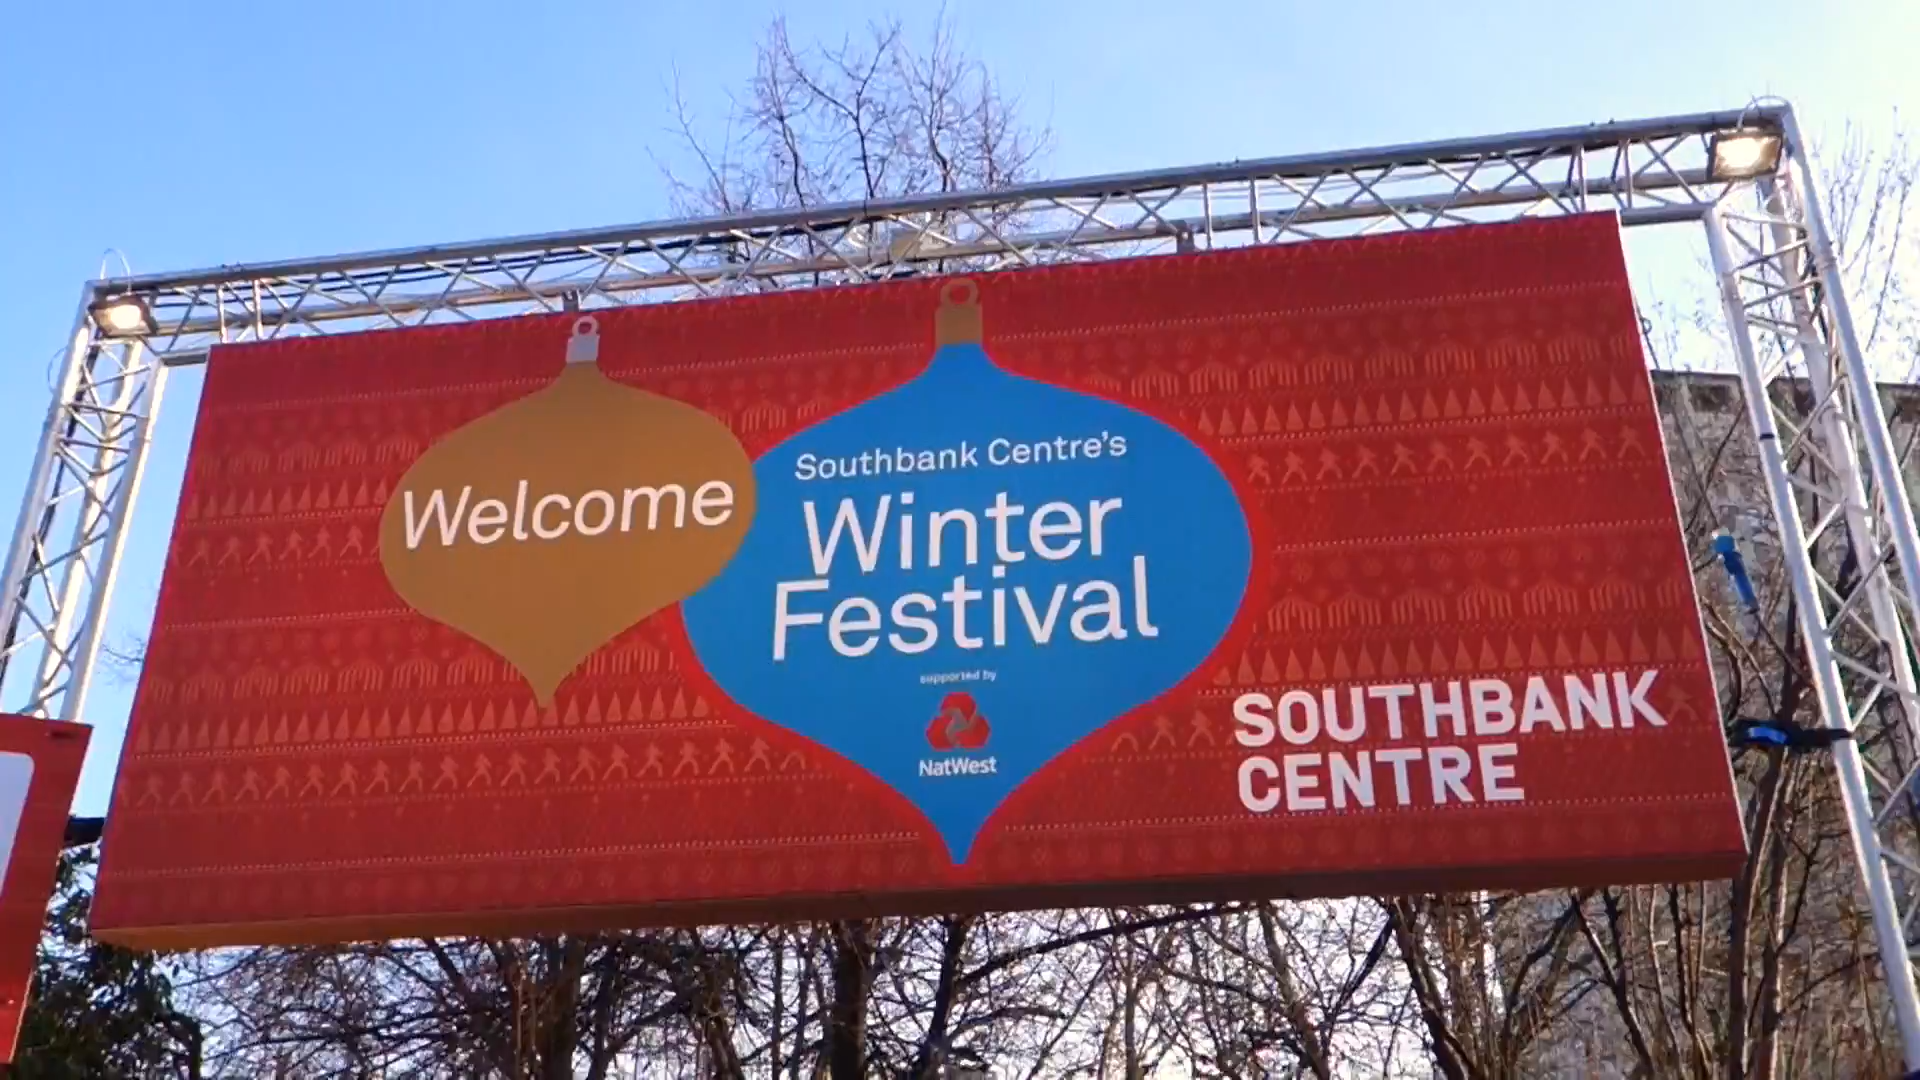 Welcome
Southbank Centre's
Winter
Festival
supported by
NatWest
SOUTHBANK
CENTRE